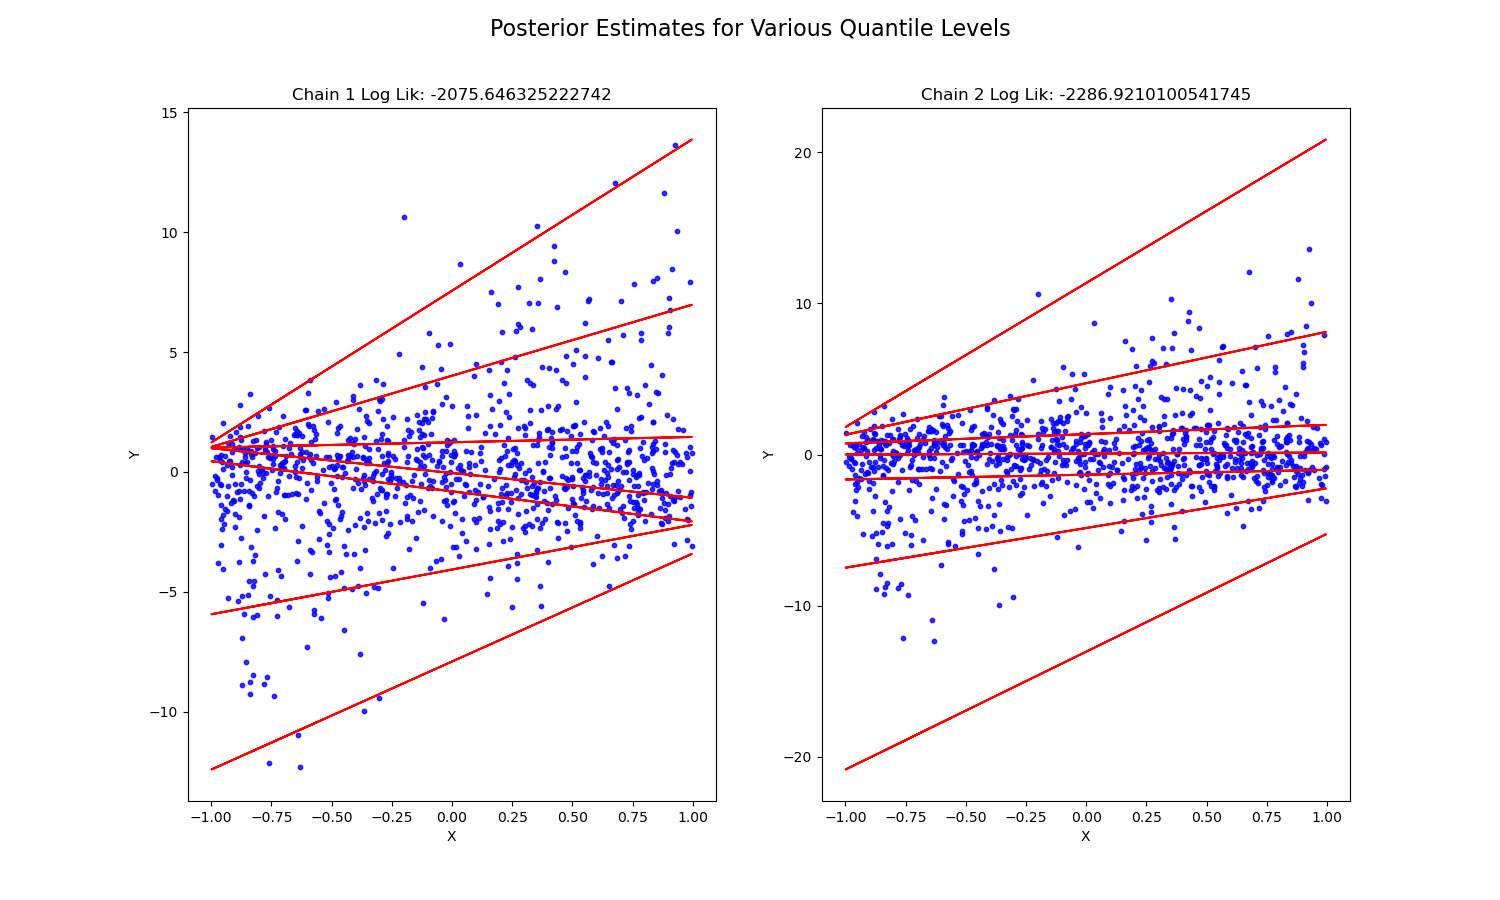 Posterior Estimates for Various Quantile Levels
Chain 1 Log Lik: -2075.646325222742
15
10
5
0
−5
−10
Y
−1.00 −0.75 −0.50 −0.25 0.00 0.25 0.50 0.75 1.00
X
Chain 2 Log Lik: -2286.9210100541745
20
10
0
−10
−20
Y
−1.00 −0.75 −0.50 −0.25 0.00 0.25 0.50 0.75 1.00
X